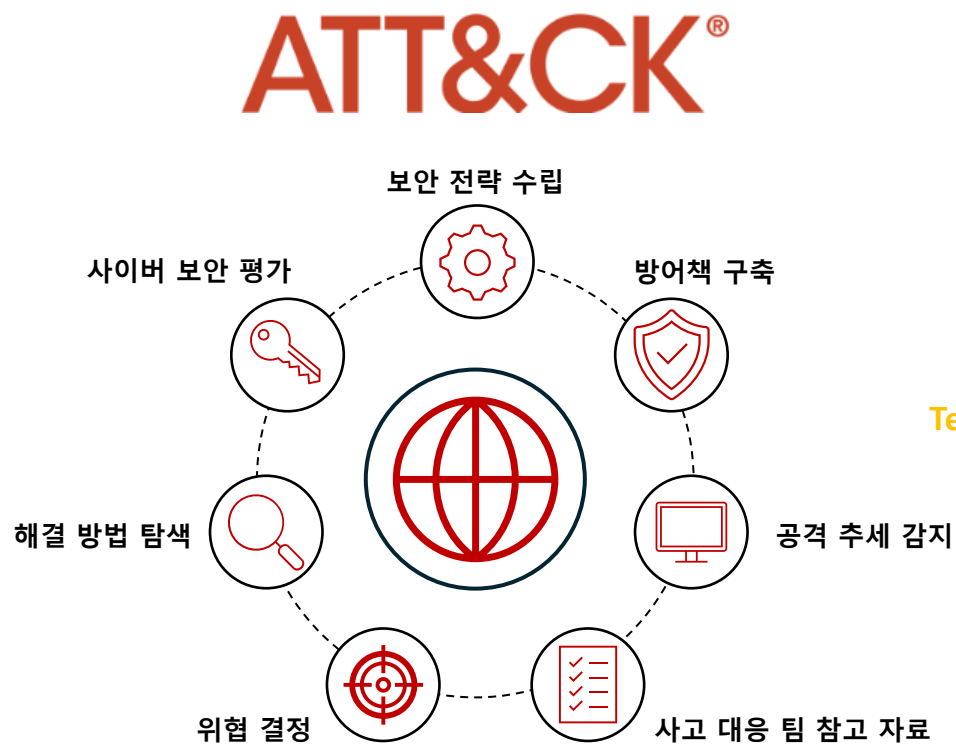 ATT&CK®
보안 전략 수립
사이버 보안 평가
방어책 구축
Te
해결 방법 탐색
공격 추세 감지
위협 결정
사고 대응 팀 참고 자료